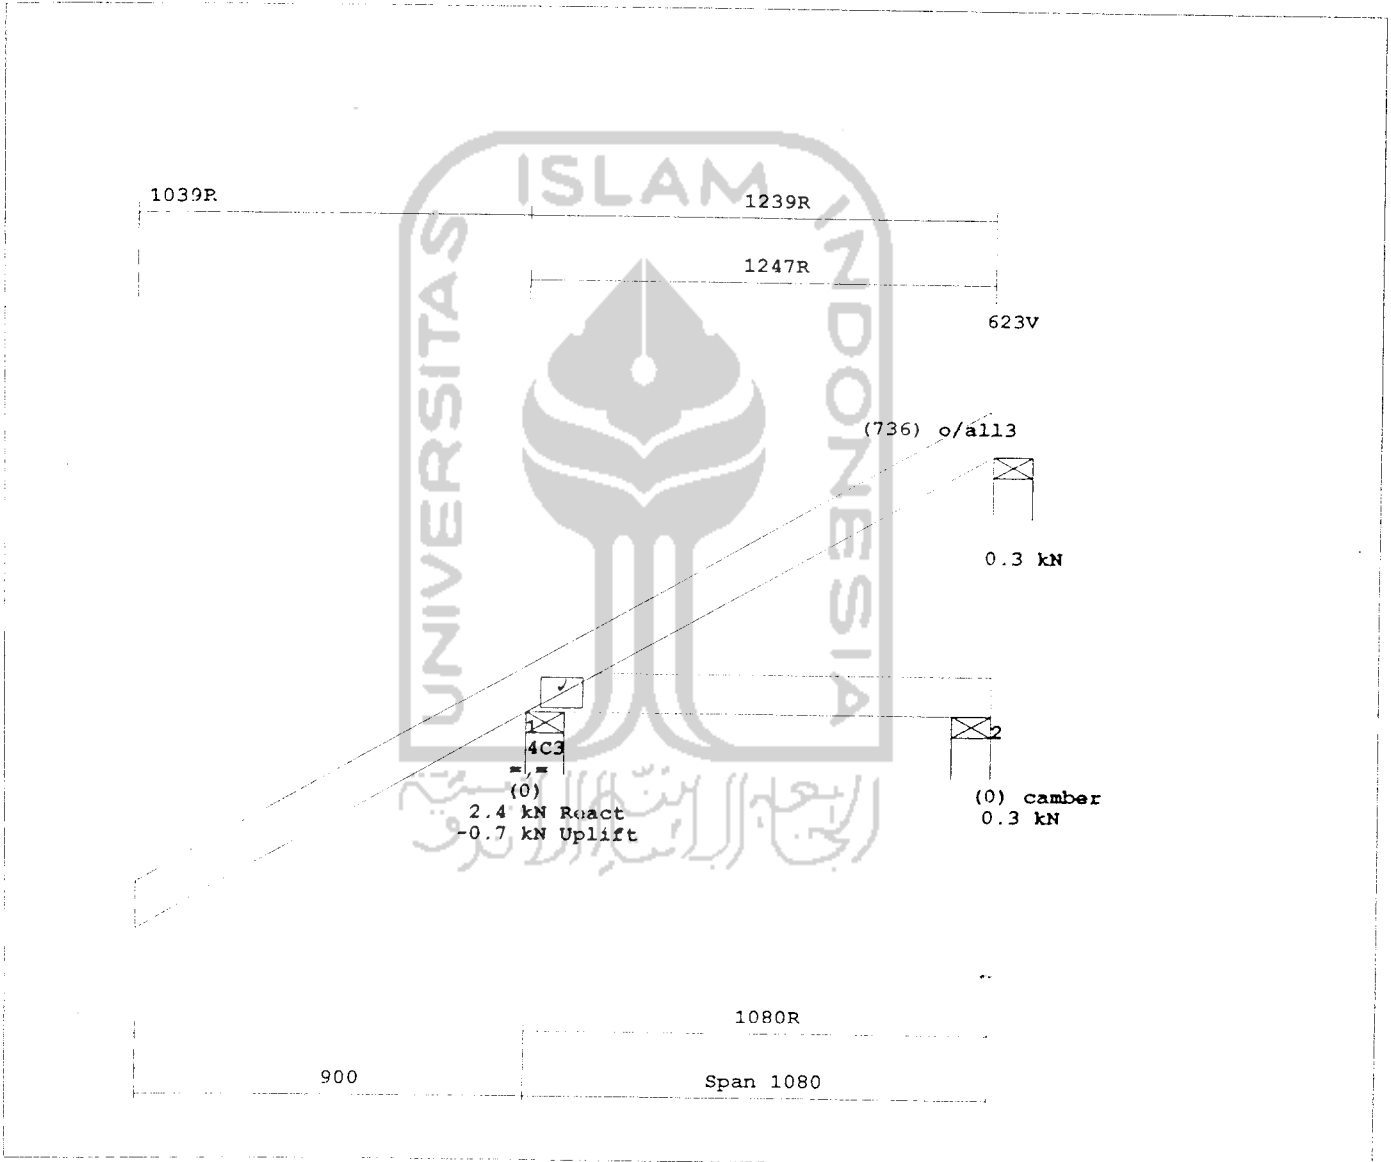 ISLAM
UNIVERSITAS
INDONESIA
1039R
1239R
1247R
623V
(736) o/all3
0.3 kN
1
4C3
2
(0)
2.4 kN React
-0.7 kN Uplift
(0) camber
0.3 kN
1080R
900
Span 1080